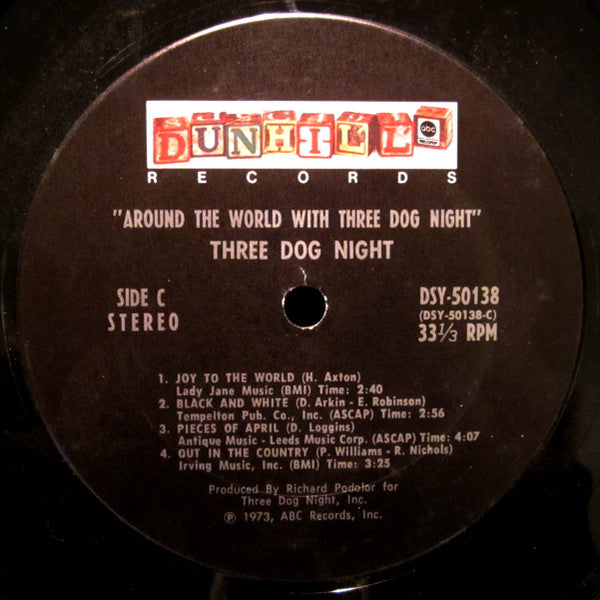 DUNHILL abc RECORDS
RECORDS
"AROUND THE WORLD WITH THREE DOG NIGHT"
THREE DOG NIGHT
SIDE C
STEREO
DSY-50138
(DSY-50138-C)
33⅓ RPM
1. JOY TO THE WORLD (H. Axton)
Lady Jane Music (BMI) Time: 2:40
2. BLACK AND WHITE (D. Arkin - E. Robinson)
Tempelton Pub. Co., Inc. (ASCAP) Time: 2:56
3. PIECES OF APRIL (D. Loggins)
Antique Music - Leeds Music Corp. (ASCAP) Time: 4:07
4. OUT IN THE COUNTRY (P. Williams - R. Nichols)
Irving Music, Inc. (BMI) Time: 3:25
Produced By Richard Podolor for
Three Dog Night, Inc.
℗ 1973, ABC Records, Inc.